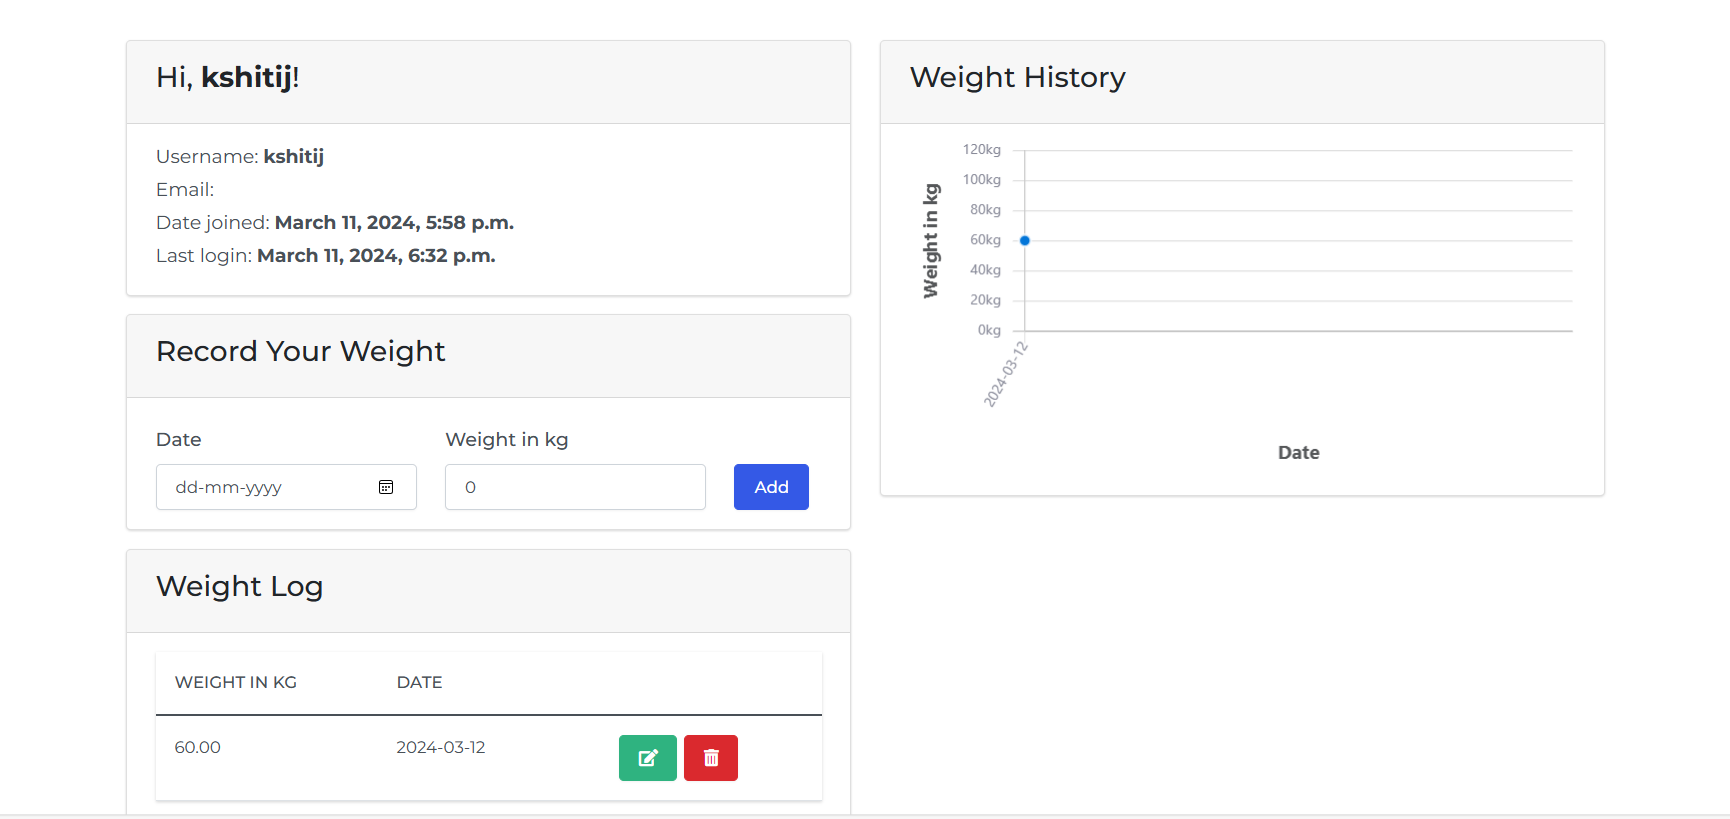 Hi, kshitij!
Username: kshitij
Email:
Date joined: March 11, 2024, 5:58 p.m.
Last login: March 11, 2024, 6:32 p.m.
Record Your Weight
Date Weight in kg
dd-mm-yyyy 0 Add
Weight Log
WEIGHT IN KG DATE
60.00 2024-03-12
Weight History
120kg
100kg
80kg
60kg
40kg
20kg
0kg
Weight in kg
2024-03-12
Date